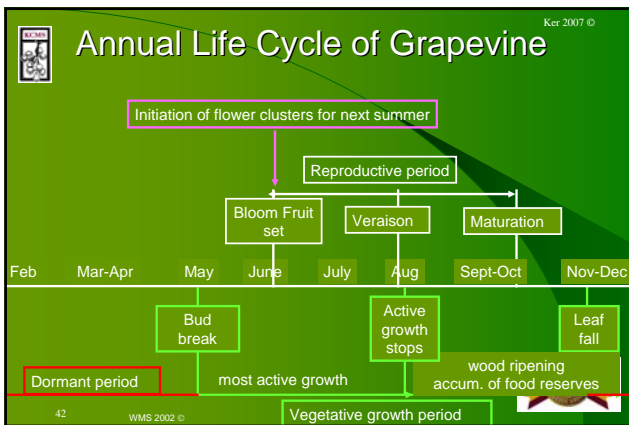 Ker 2007 ©
KCMS
Annual Life Cycle of Grapevine
Initiation of flower clusters for next summer
Reproductive period
Bloom Fruit
set
Veraison
Maturation
Feb Mar-Apr May June July Aug Sept-Oct Nov-Dec
Bud
break
Active
growth
stops
Leaf
fall
Dormant period
most active growth
wood ripening
accum. of food reserves
42
WMS 2002 ©
Vegetative growth period